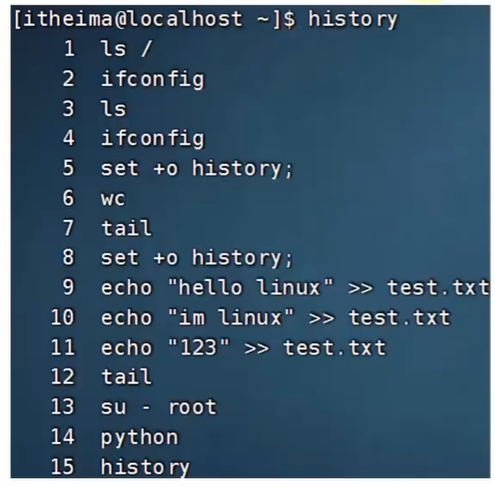 [itheima@localhost ~]$ history
1 ls /
2 ifconfig
3 ls
4 ifconfig
5 set +o history;
6 wc
7 tail
8 set +o history;
9 echo "hello linux" >> test.txt
10 echo "im linux" >> test.txt
11 echo "123" >> test.txt
12 tail
13 su - root
14 python
15 history